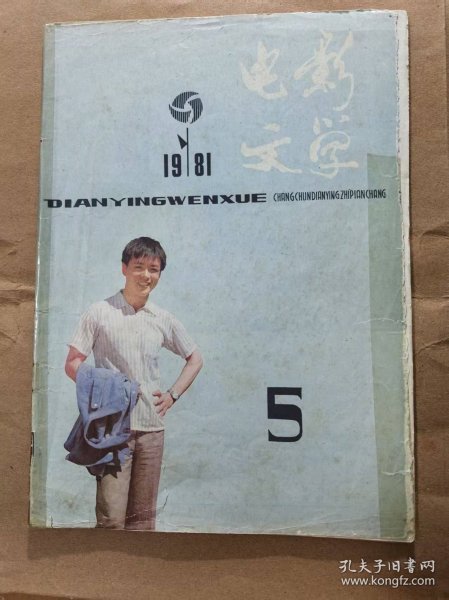 电影
文学
1981
DIANYINGWENXUE CHANGCHUNDIANYINGZHIPIANCHANG
5
孔夫子旧书网
www.kongfz.com